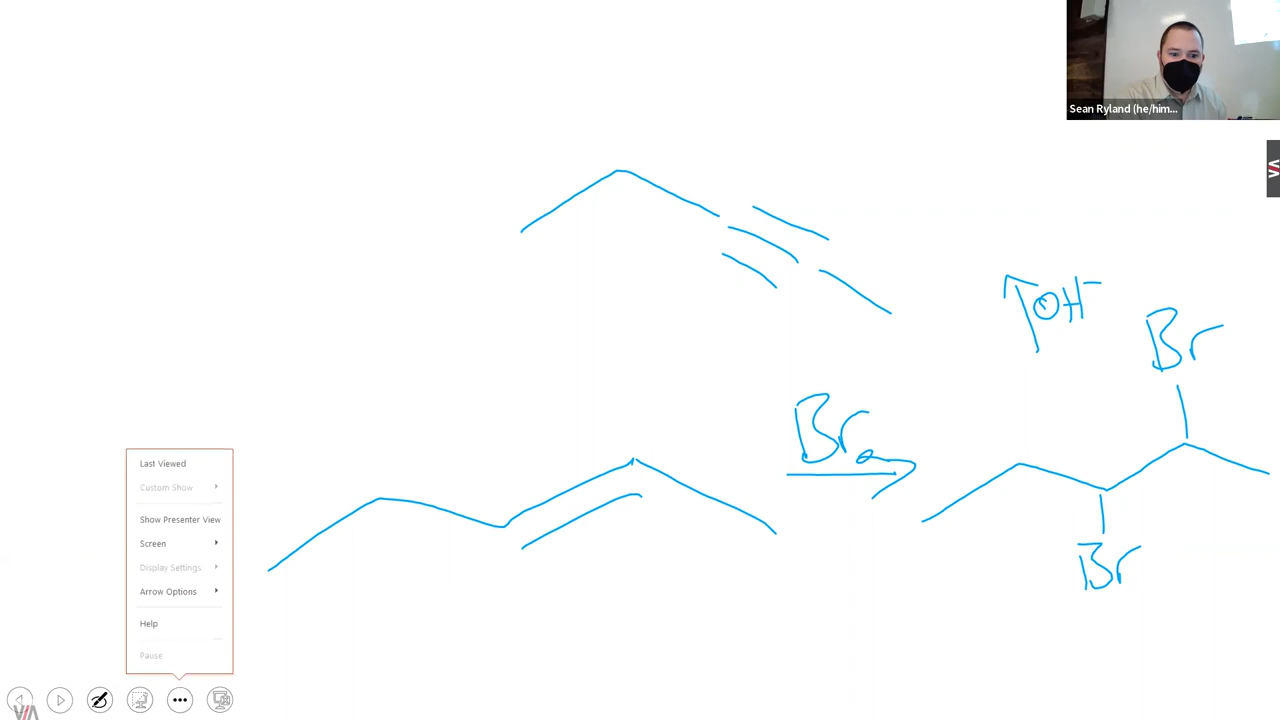 Sean Ryland (he/him...
OH⁻
Br
Br₂
Br
Last Viewed
Custom Show
Show Presenter View
Screen
Display Settings
Arrow Options
Help
Pause